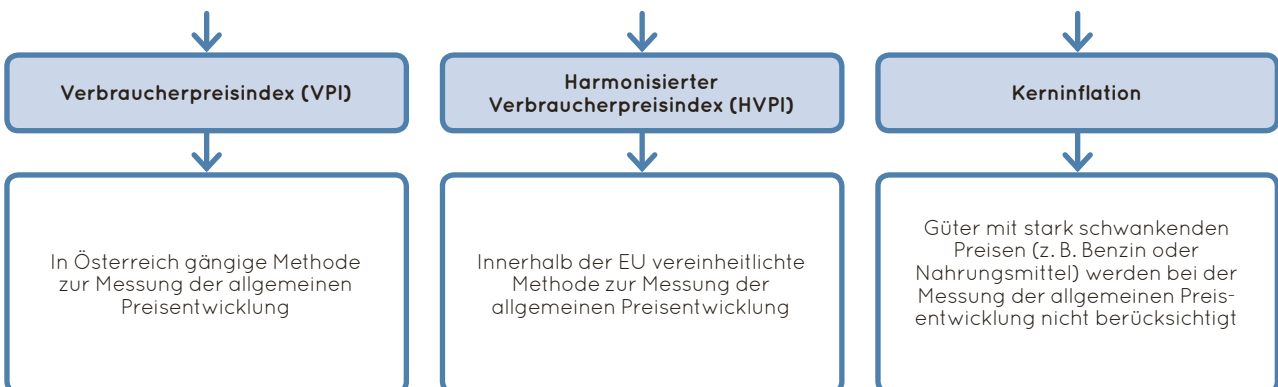 Verbraucherpreisindex (VPI)
Harmonisierter
Verbraucherpreisindex (HVPI)
Kerninflation
In Österreich gängige Methode
zur Messung der allgemeinen
Preisentwicklung
Innerhalb der EU vereinheitlichte
Methode zur Messung der
allgemeinen Preisentwicklung
Güter mit stark schwankenden
Preisen (z. B. Benzin oder
Nahrungsmittel) werden bei der
Messung der allgemeinen Preis-
entwicklung nicht berücksichtigt